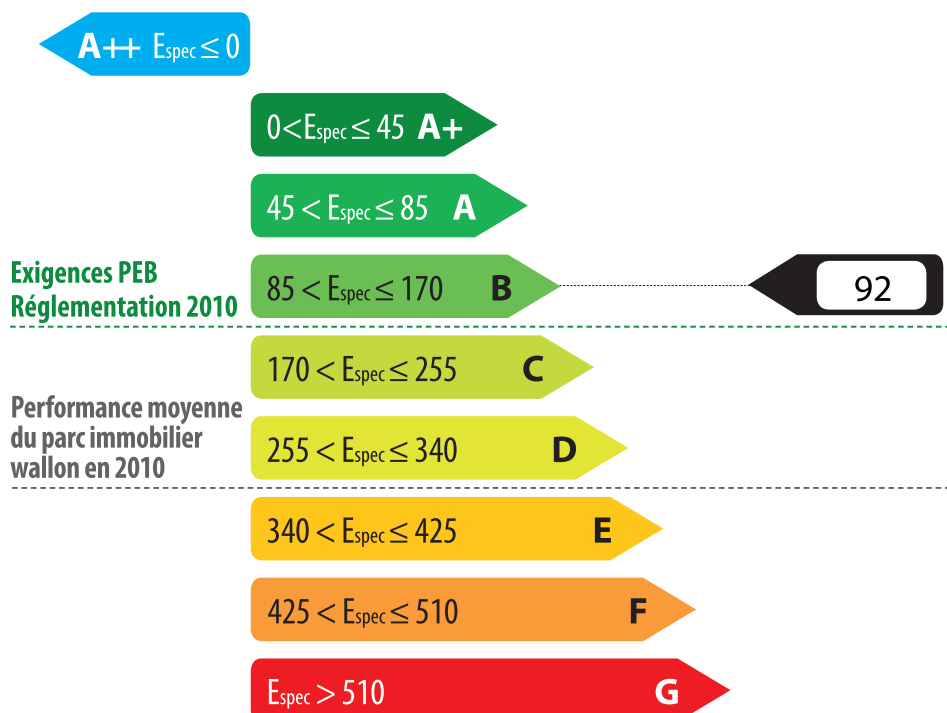 A++ Espec ≤ 0
0<Espec ≤ 45 A+
45 < Espec ≤ 85 A
Exigences PEB
Réglementation 2010
85 < Espec ≤ 170 B
92
170 < Espec ≤ 255 C
Performance moyenne
du parc immobilier
wallon en 2010
255 < Espec ≤ 340 D
340 < Espec ≤ 425 E
425 < Espec ≤ 510 F
Espec > 510 G